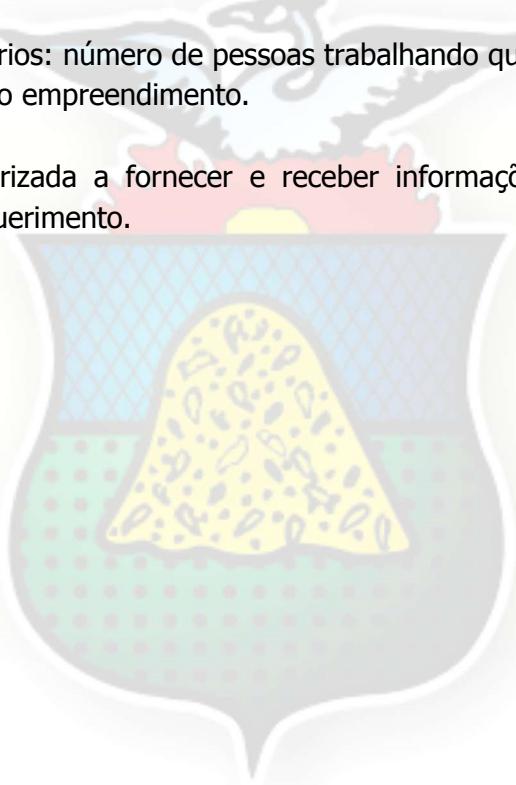 rios: número de pessoas trabalhando qu
o empreendimento.
rizada a fornecer e receber informaçõ
uerimento.